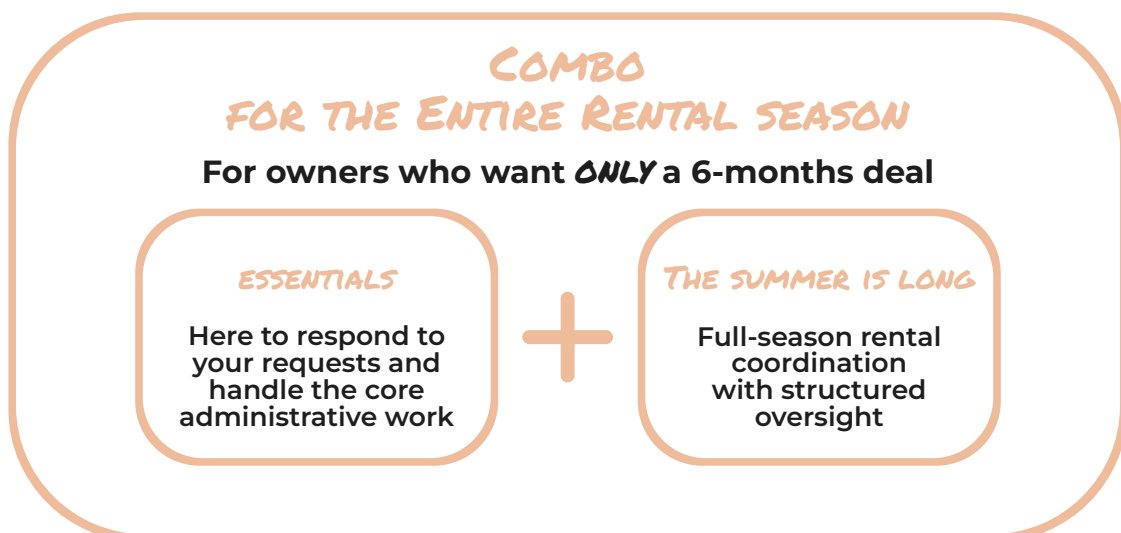 Combo
for the Entire Rental season
For owners who want only a 6-months deal
essentials
Here to respond to
your requests and
handle the core
administrative work
+
The summer is long
Full-season rental
coordination
with structured
oversight